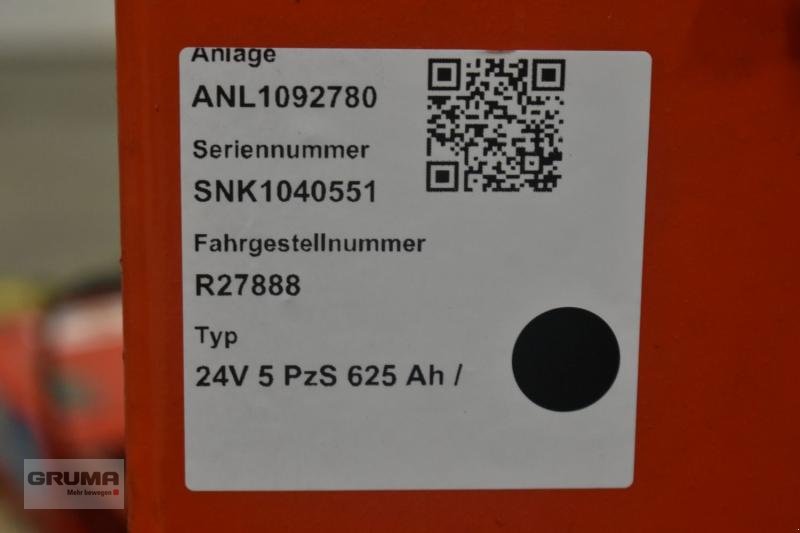 Anlage
ANL1092780
Seriennummer
SNK1040551
Fahrgestellnummer
R27888
Typ
24V 5 PzS 625 Ah /
GRUMA
Mehr bewegen